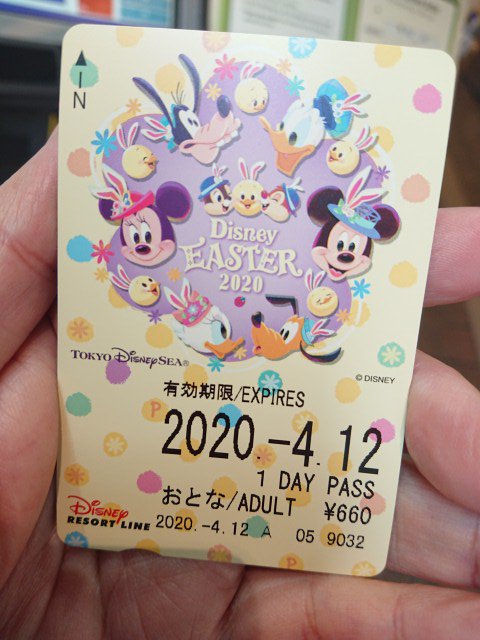 IN
Disney
EASTER
2020
TOKYO DISNEYSEA®
© DISNEY
有効期限/EXPIRES
2020-4.12
1 DAY PASS
おとな/ADULT ¥660
P
P
Disney
RESORT LINE
2020.-4.12 A 05 9032